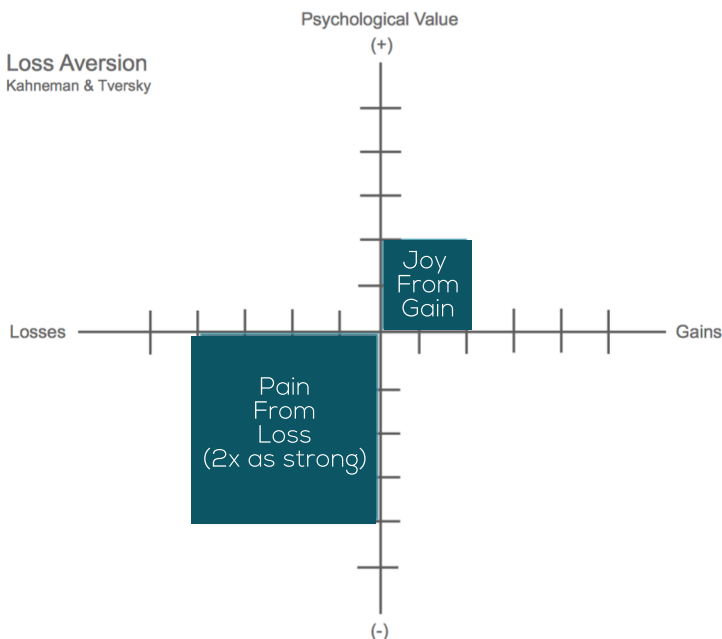 Psychological Value
(+)
Loss Aversion
Kahneman & Tversky
Joy
From
Gain
Losses
Gains
Pain
From
Loss
(2x as strong)
(-)